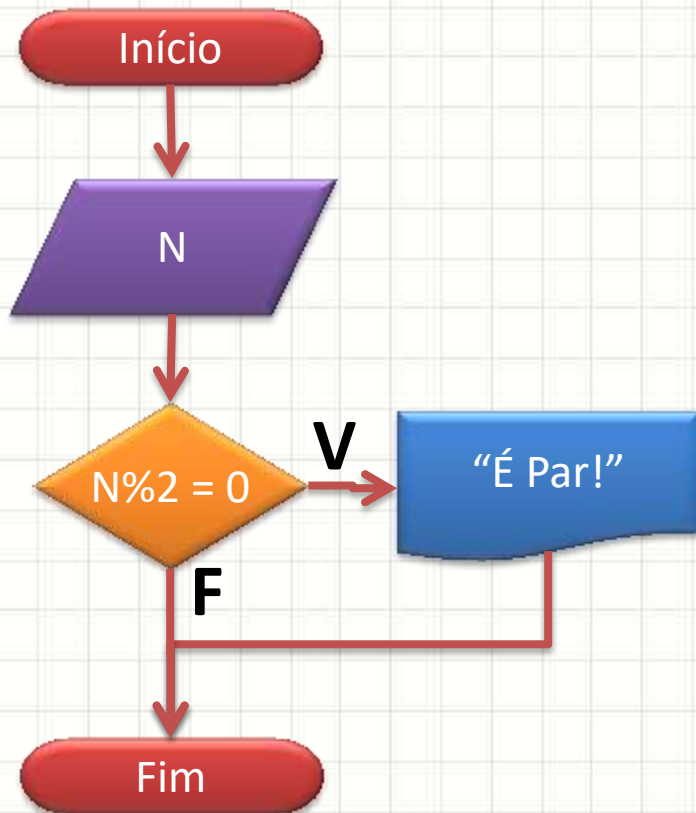 Início
N
N%2 = 0
V
“É Par!”
F
Fim